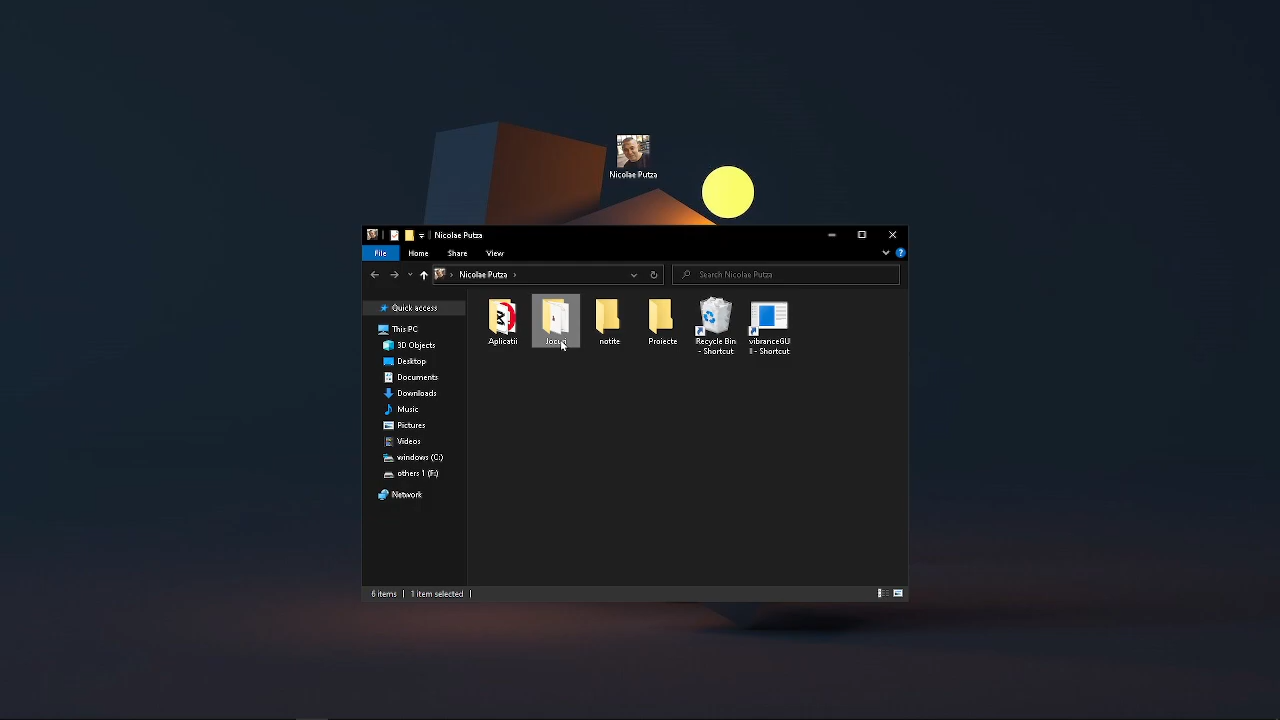 Nicolae Putza
Nicolae Putza
File Home Share View
Nicolae Putza
Search Nicolae Putza
Quick access
This PC
3D Objects
Desktop
Documents
Downloads
Music
Pictures
Videos
windows (C:)
others 1 (F:)
Network
Aplicatii
notite
Proiecte
Recycle Bin
- Shortcut
vibranceGU
I - Shortcut
6 items 1 item selected